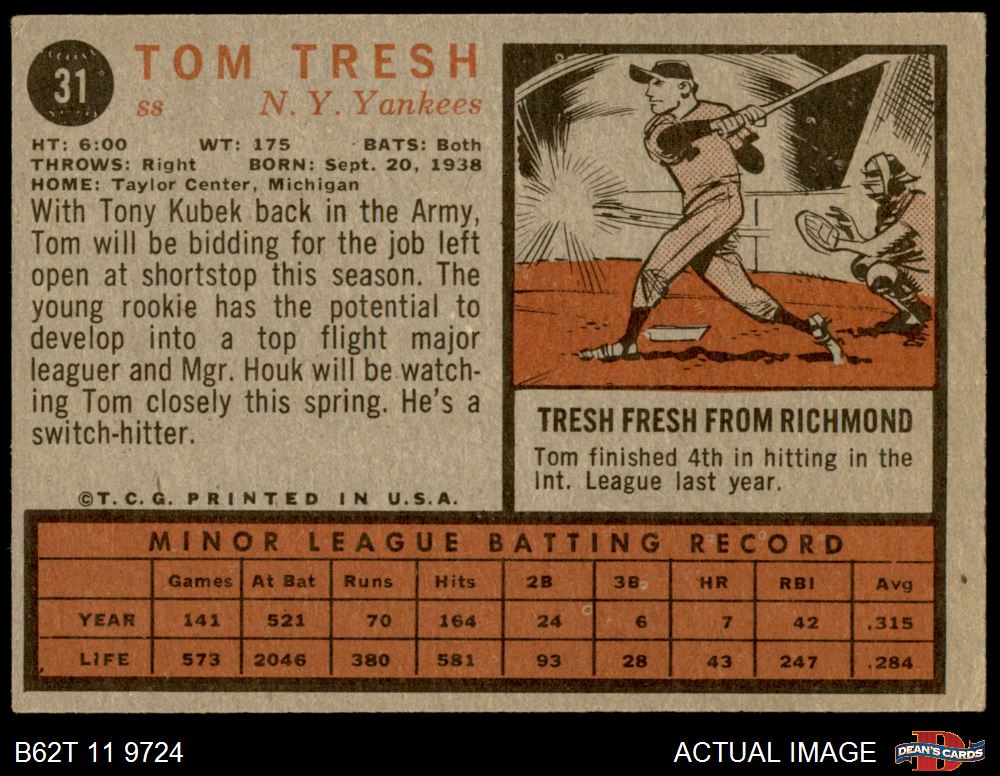 31
TOM TRESH
ss N. Y. Yankees
HT: 6:00 WT: 175 BATS: Both
THROWS: Right BORN: Sept. 20, 1938
HOME: Taylor Center, Michigan
With Tony Kubek back in the Army,
Tom will be bidding for the job left
open at shortstop this season. The
young rookie has the potential to
develop into a top flight major
leaguer and Mgr. Houk will be watch-
ing Tom closely this spring. He's a
switch-hitter.
©T.C.G. PRINTED IN U.S.A.
TRESH FRESH FROM RICHMOND
Tom finished 4th in hitting in the
Int. League last year.
MINOR LEAGUE BATTING RECORD
Games At Bat Runs Hits 2B 3B HR RBI Avg
YEAR 141 521 70 164 24 6 7 42 .315
LIFE 573 2046 380 581 93 28 43 247 .284
B62T 11 9724
ACTUAL IMAGE
D
DEAN'S CARDS